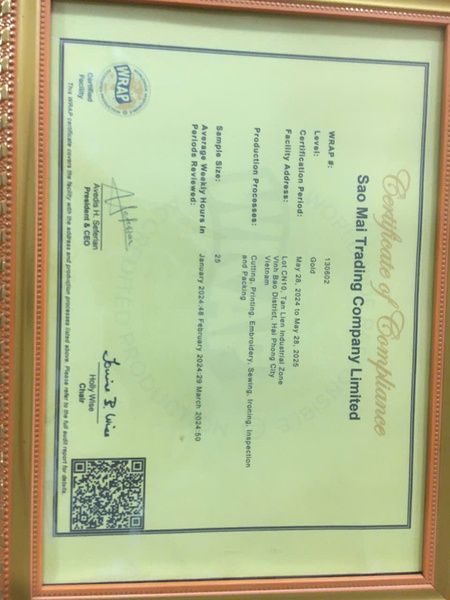 Certificate of Compliance
Sao Mai Trading Company Limited
WRAP #: 130602
Level: Gold
Certification Period: May 28, 2024 to May 28, 2025
Facility Address: Lot CN10, Tan Lien Industrial Zone
Vinh Bao District, Hai Phong City
Vietnam
Production Processes: Cutting, Printing, Embroidery, Sewing, Ironing, Inspection
and Packing
Sample Size: 25
Average Weekly Hours in January 2024:48 February 2024:29 March 2024:50
Periods Reviewed:
WRAP
Certified
Facility
Avedis H. Seferian
President & CEO
Holly Wise
Chair
This WRAP certificate covers the facility with the address and production processes listed above. Please refer to the full audit report for details.